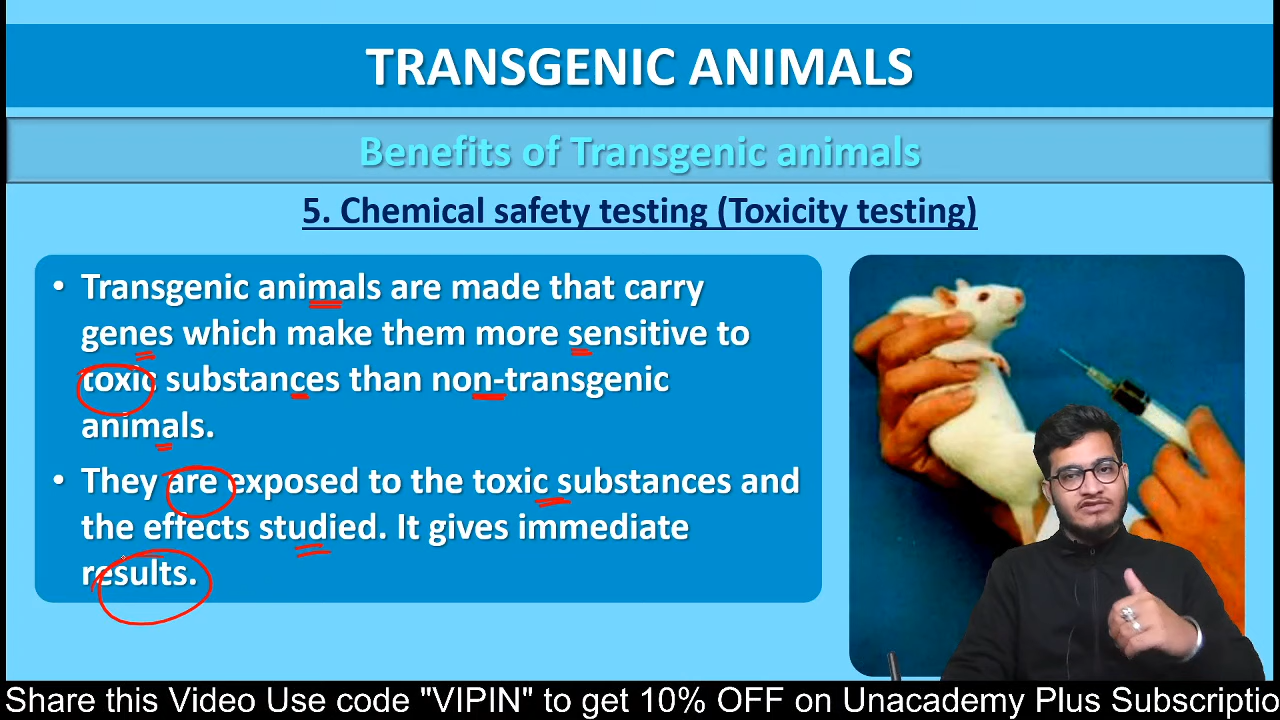 TRANSGENIC ANIMALS
Benefits of Transgenic animals
5. Chemical safety testing (Toxicity testing)
• Transgenic animals are made that carry
genes which make them more sensitive to
toxic substances than non-transgenic
animals.
• They are exposed to the toxic substances and
the effects studied. It gives immediate
results.
Share this Video Use code "VIPIN" to get 10% OFF on Unacademy Plus Subscriptio